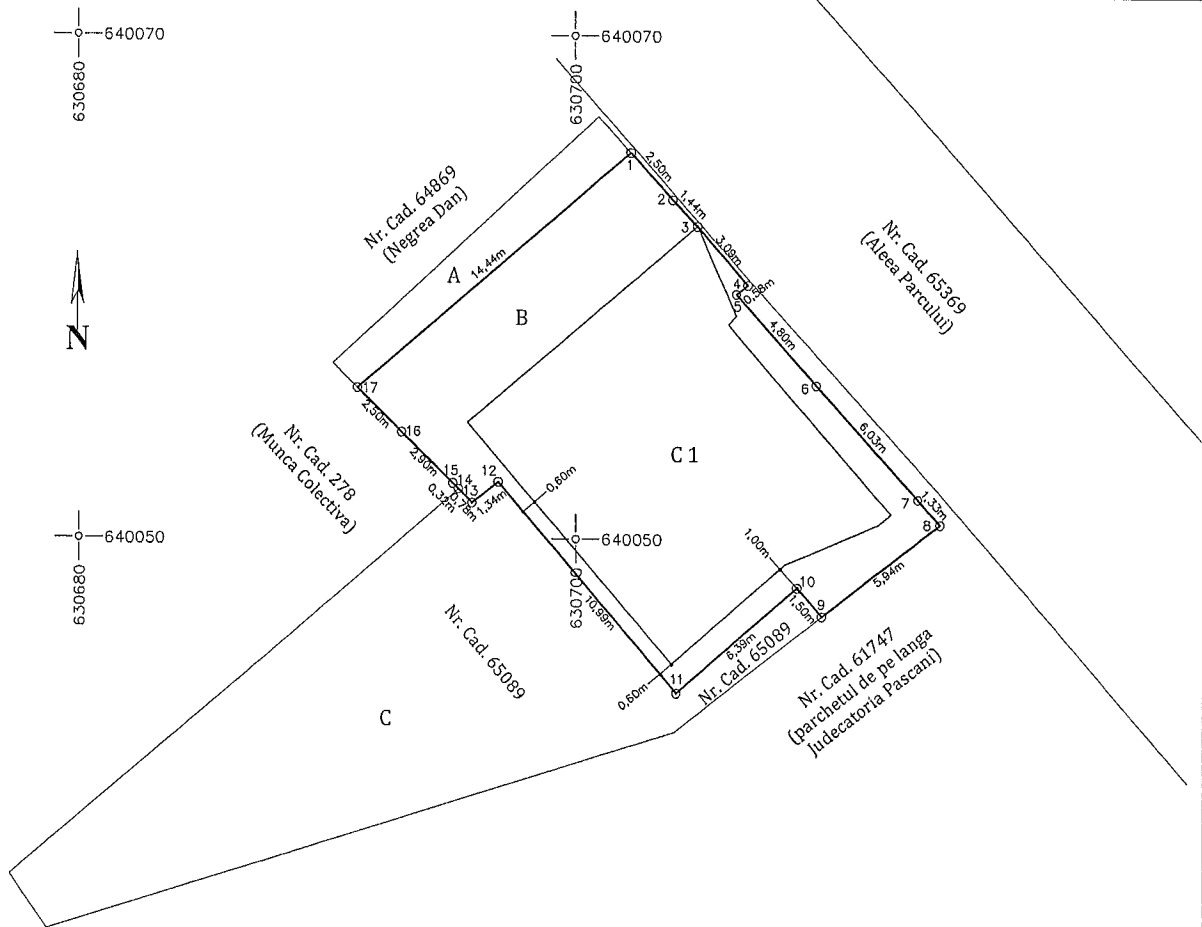 640070
630680
640070
630700
Nr. Cad. 64869
(Negrea Dan)
1
2,50m
2
1,44m
3
3,09m
4
0,58m
5
4,80m
6
6,03m
7
1,33m
8
Nr. Cad. 65369
(Aleea Parcului)
A
14,44m
B
N
17
2,50m
16
2,90m
15
14
13
0,32m
0,78m
12
1,34m
0,60m
C1
Nr. Cad. 278
(Munca Colectiva)
640050
630680
640050
630700
1,00m
10
1,50m
9
5,94m
10,99m
6,39m
11
0,60m
Nr. Cad. 65089
Nr. Cad. 65089
Nr. Cad. 61747
(parchetul de pe langa
Judecatoria Pascani)
C